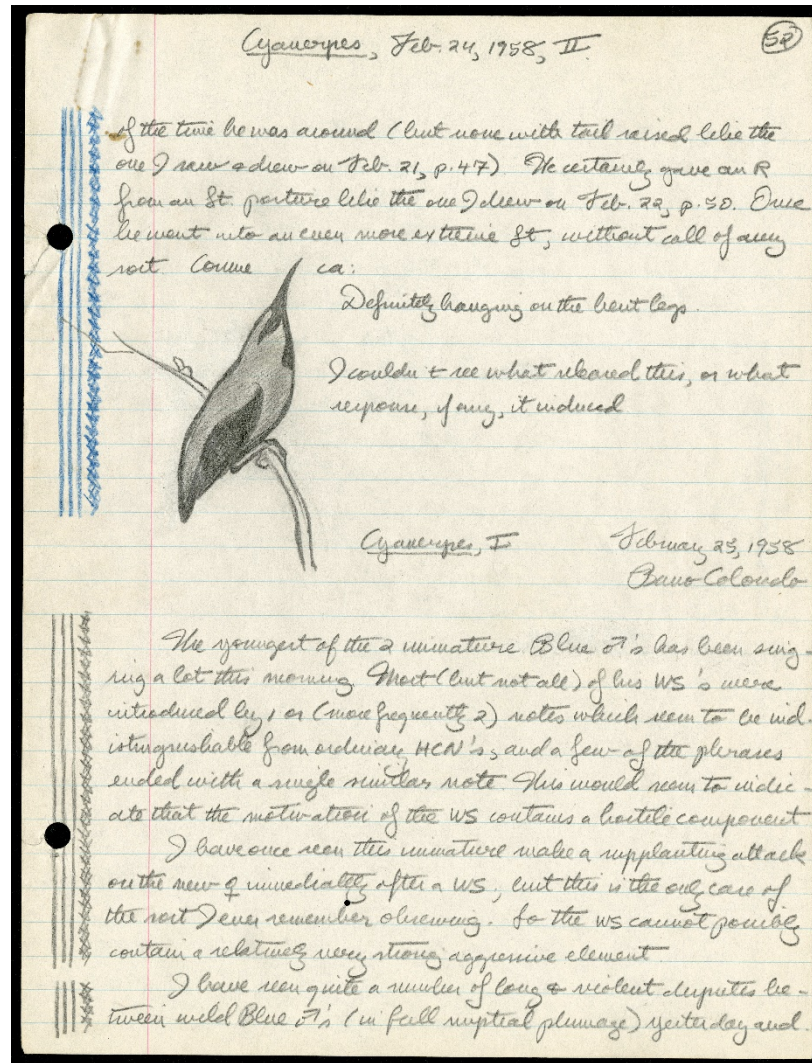 Cyanerpes, Feb. 24, 1958, II
52
of the time he was around (but none with tail raised like the
one I saw & drew on Feb. 21, p.47) He certainly gave an R
from an St. posture like the one I drew on Feb. 22, p.50. Once
he went into an even more extreme St, without call of any
sort Comme ca:
Definitely hanging on the bent legs.
I couldn't see what released this, or what
response, if any, it induced
Cyanerpes, I
February 25, 1958
Barro Colorado
The youngest of the 2 immature Blue ♂'s has been sing-
ing a lot this morning Most (but not all) of his WS's were
introduced by 1 or (more frequently 2) notes which seem to be ind-
istinguishable from ordinary HCN's, and a few of the phrases
ended with a single similar note. This would seem to indic-
ate that the motivation of the WS contains a hostile component
I have once seen this immature make a supplanting attack
on the new ♀ immediately after a WS, but this is the only case of
the sort I ever remember observing. So the WS cannot possibly
contain a relatively very strong aggressive element
I have seen quite a number of long & violent disputes be-
tween wild Blue ♂'s (in full nuptial plumage) yesterday and